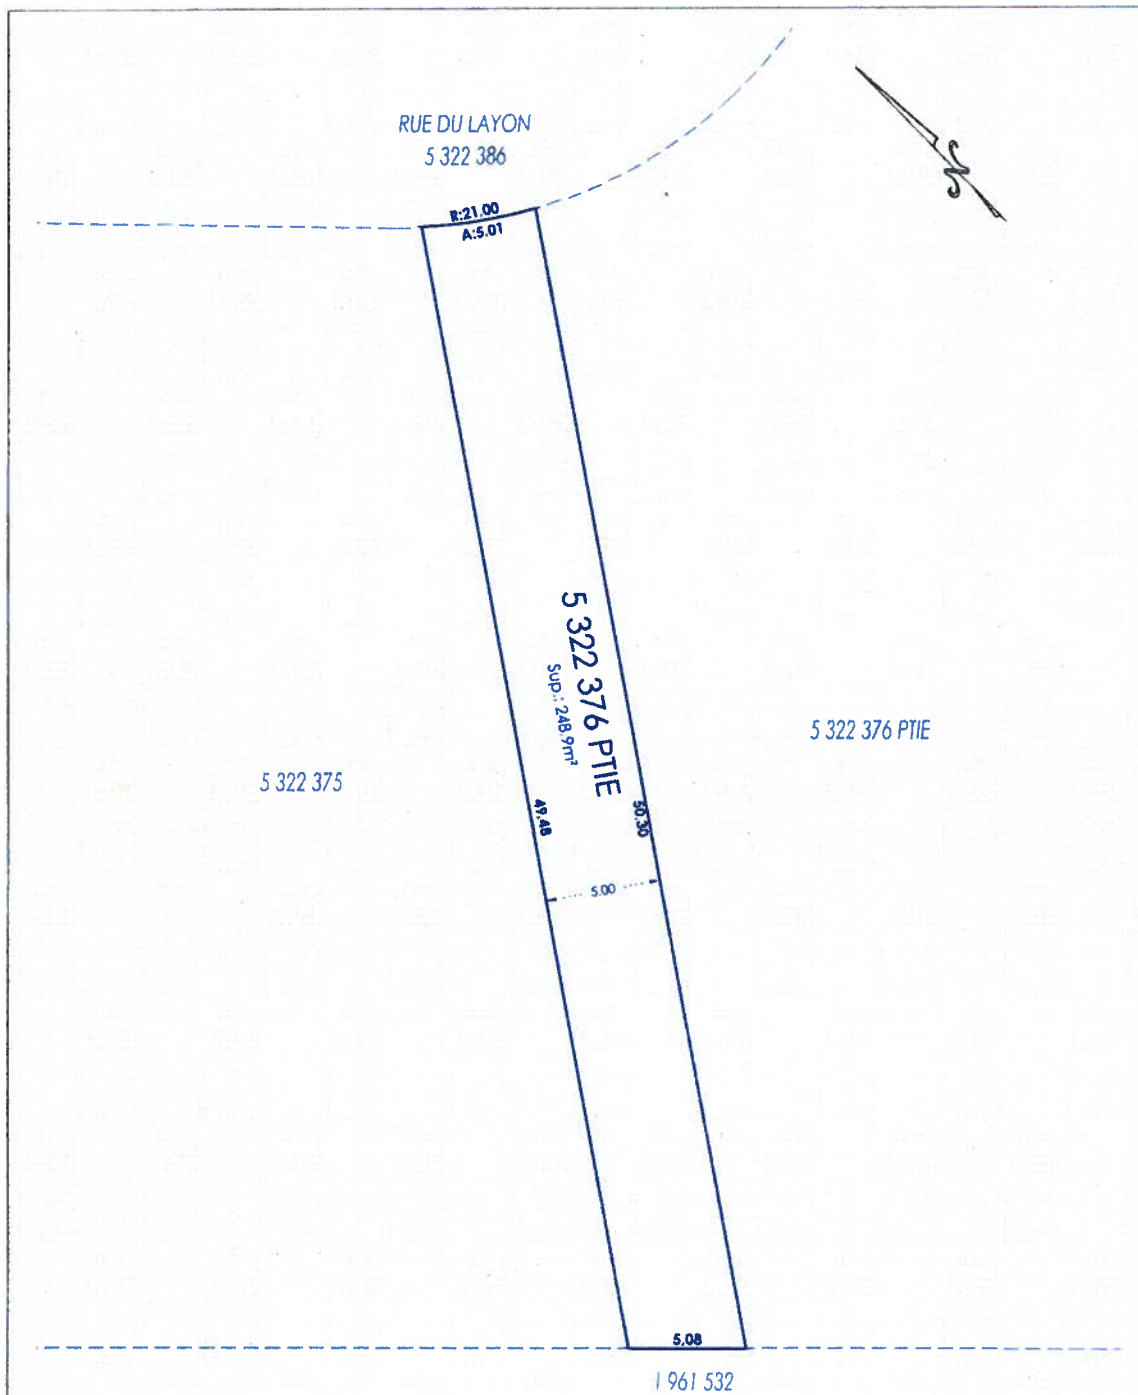 RUE DU LAYON
5 322 386
R:21.00
A:5.01
N
5 322 376 PTIE
Sup.: 248.9m²
5 322 376 PTIE
5 322 375
49.48
50.30
5.00
5.08
1 961 532